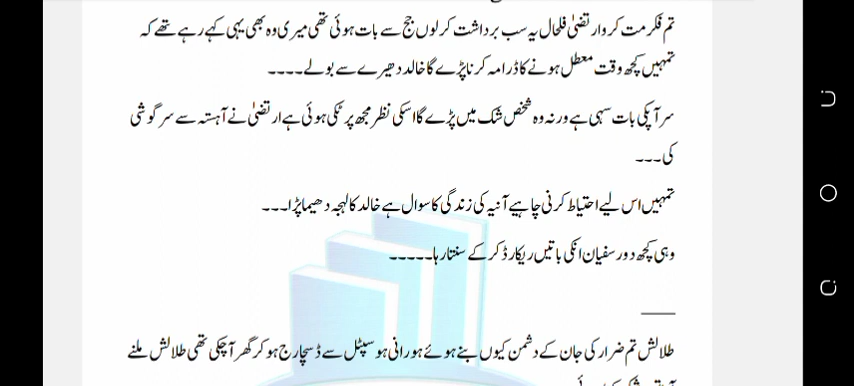 تم فکر مت کرو ارتضیٰ فلحال یہ سب برداشت کر لوں جج سے بات ہوئی تھی میری وہ بھی یہی کہے رہے تھے کہ
تمہیں کچھ وقت معطل ہونے کا ڈرامہ کرنا پڑے گا خالد دھیرے سے بولے۔۔۔۔
سر آپکی بات سہی ہے ورنہ وہ شخص شک میں پڑے گا اسکی نظر مجھ پر ٹکی ہوئی ہے ارتضیٰ نے آہستہ سے سرگوشی
کی۔۔۔
تمہیں اس لیے احتیاط کرنی چاہیے آنیہ کی زندگی کا سوال ہے خالد کا لہجہ دھیما پڑا۔۔۔
وہی کچھ دور سفیان انکی باتیں ریکارڈ کر کے سنتا رہا۔۔۔۔۔
طلالش تم ضرار کی جان کے دشمن کیوں بنے ہوئے ہو رانی ہوسپٹل سے ڈسچارج ہو کر گھر آچکی تھی طلالش ملنے